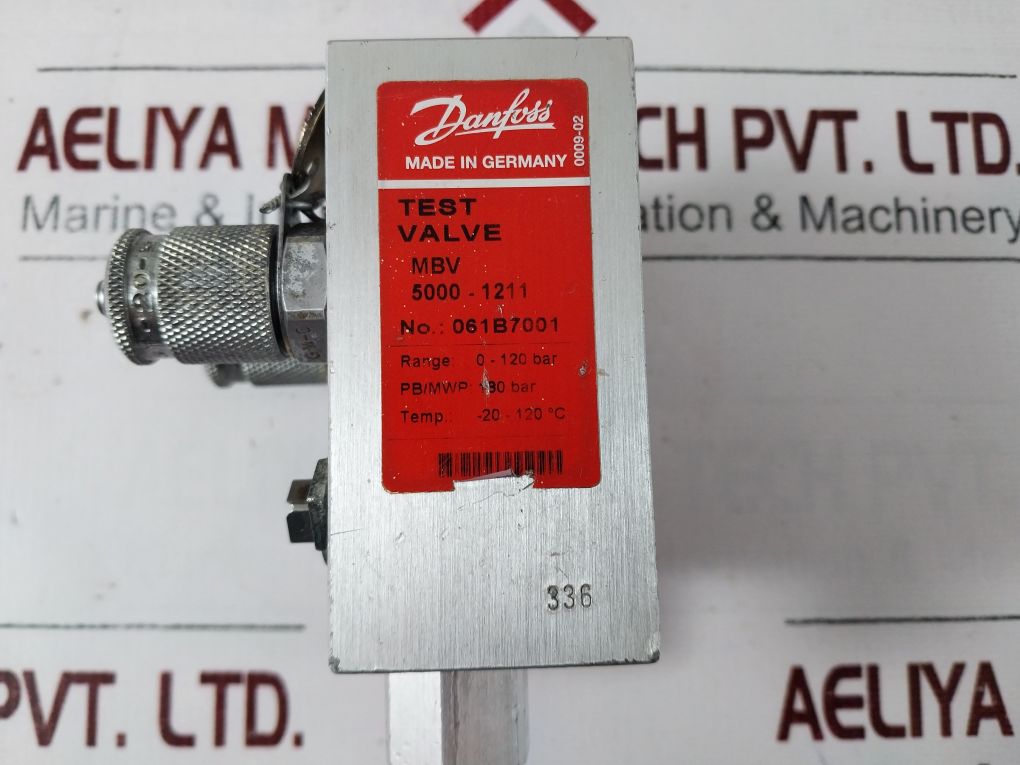 AELIYA M CH PVT. LTD.
Marine & I ation & Machinery
Danfoss
MADE IN GERMANY
0009-02
TEST
VALVE
MBV
5000 - 1211
No.: 061B7001
Range: 0 - 120 bar
PB/MWP: 180 bar
Temp.: -20 - 120 °C
336
PVT. LTD.
AELIYA